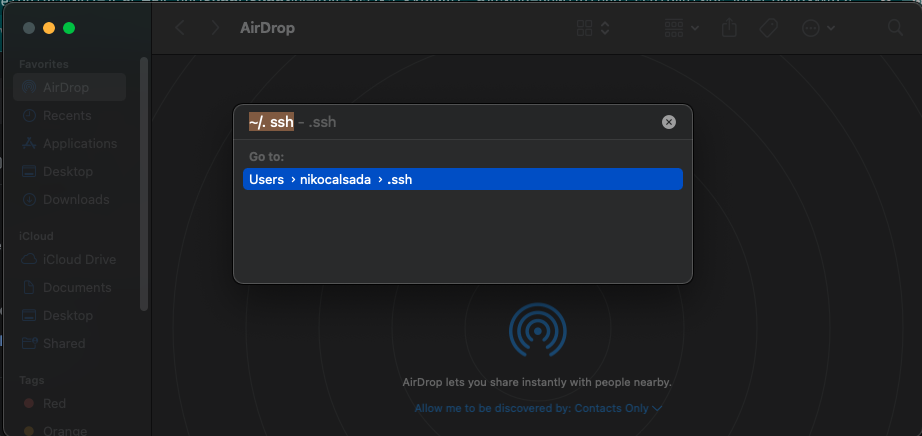 AirDrop
Favorites
AirDrop
Recents
Applications
Desktop
Downloads
iCloud
iCloud Drive
Documents
Desktop
Shared
Tags
Red
Orange
~/. ssh – .ssh
Go to:
Users › nikocalsada › .ssh
AirDrop lets you share instantly with people nearby.
Allow me to be discovered by: Contacts Only